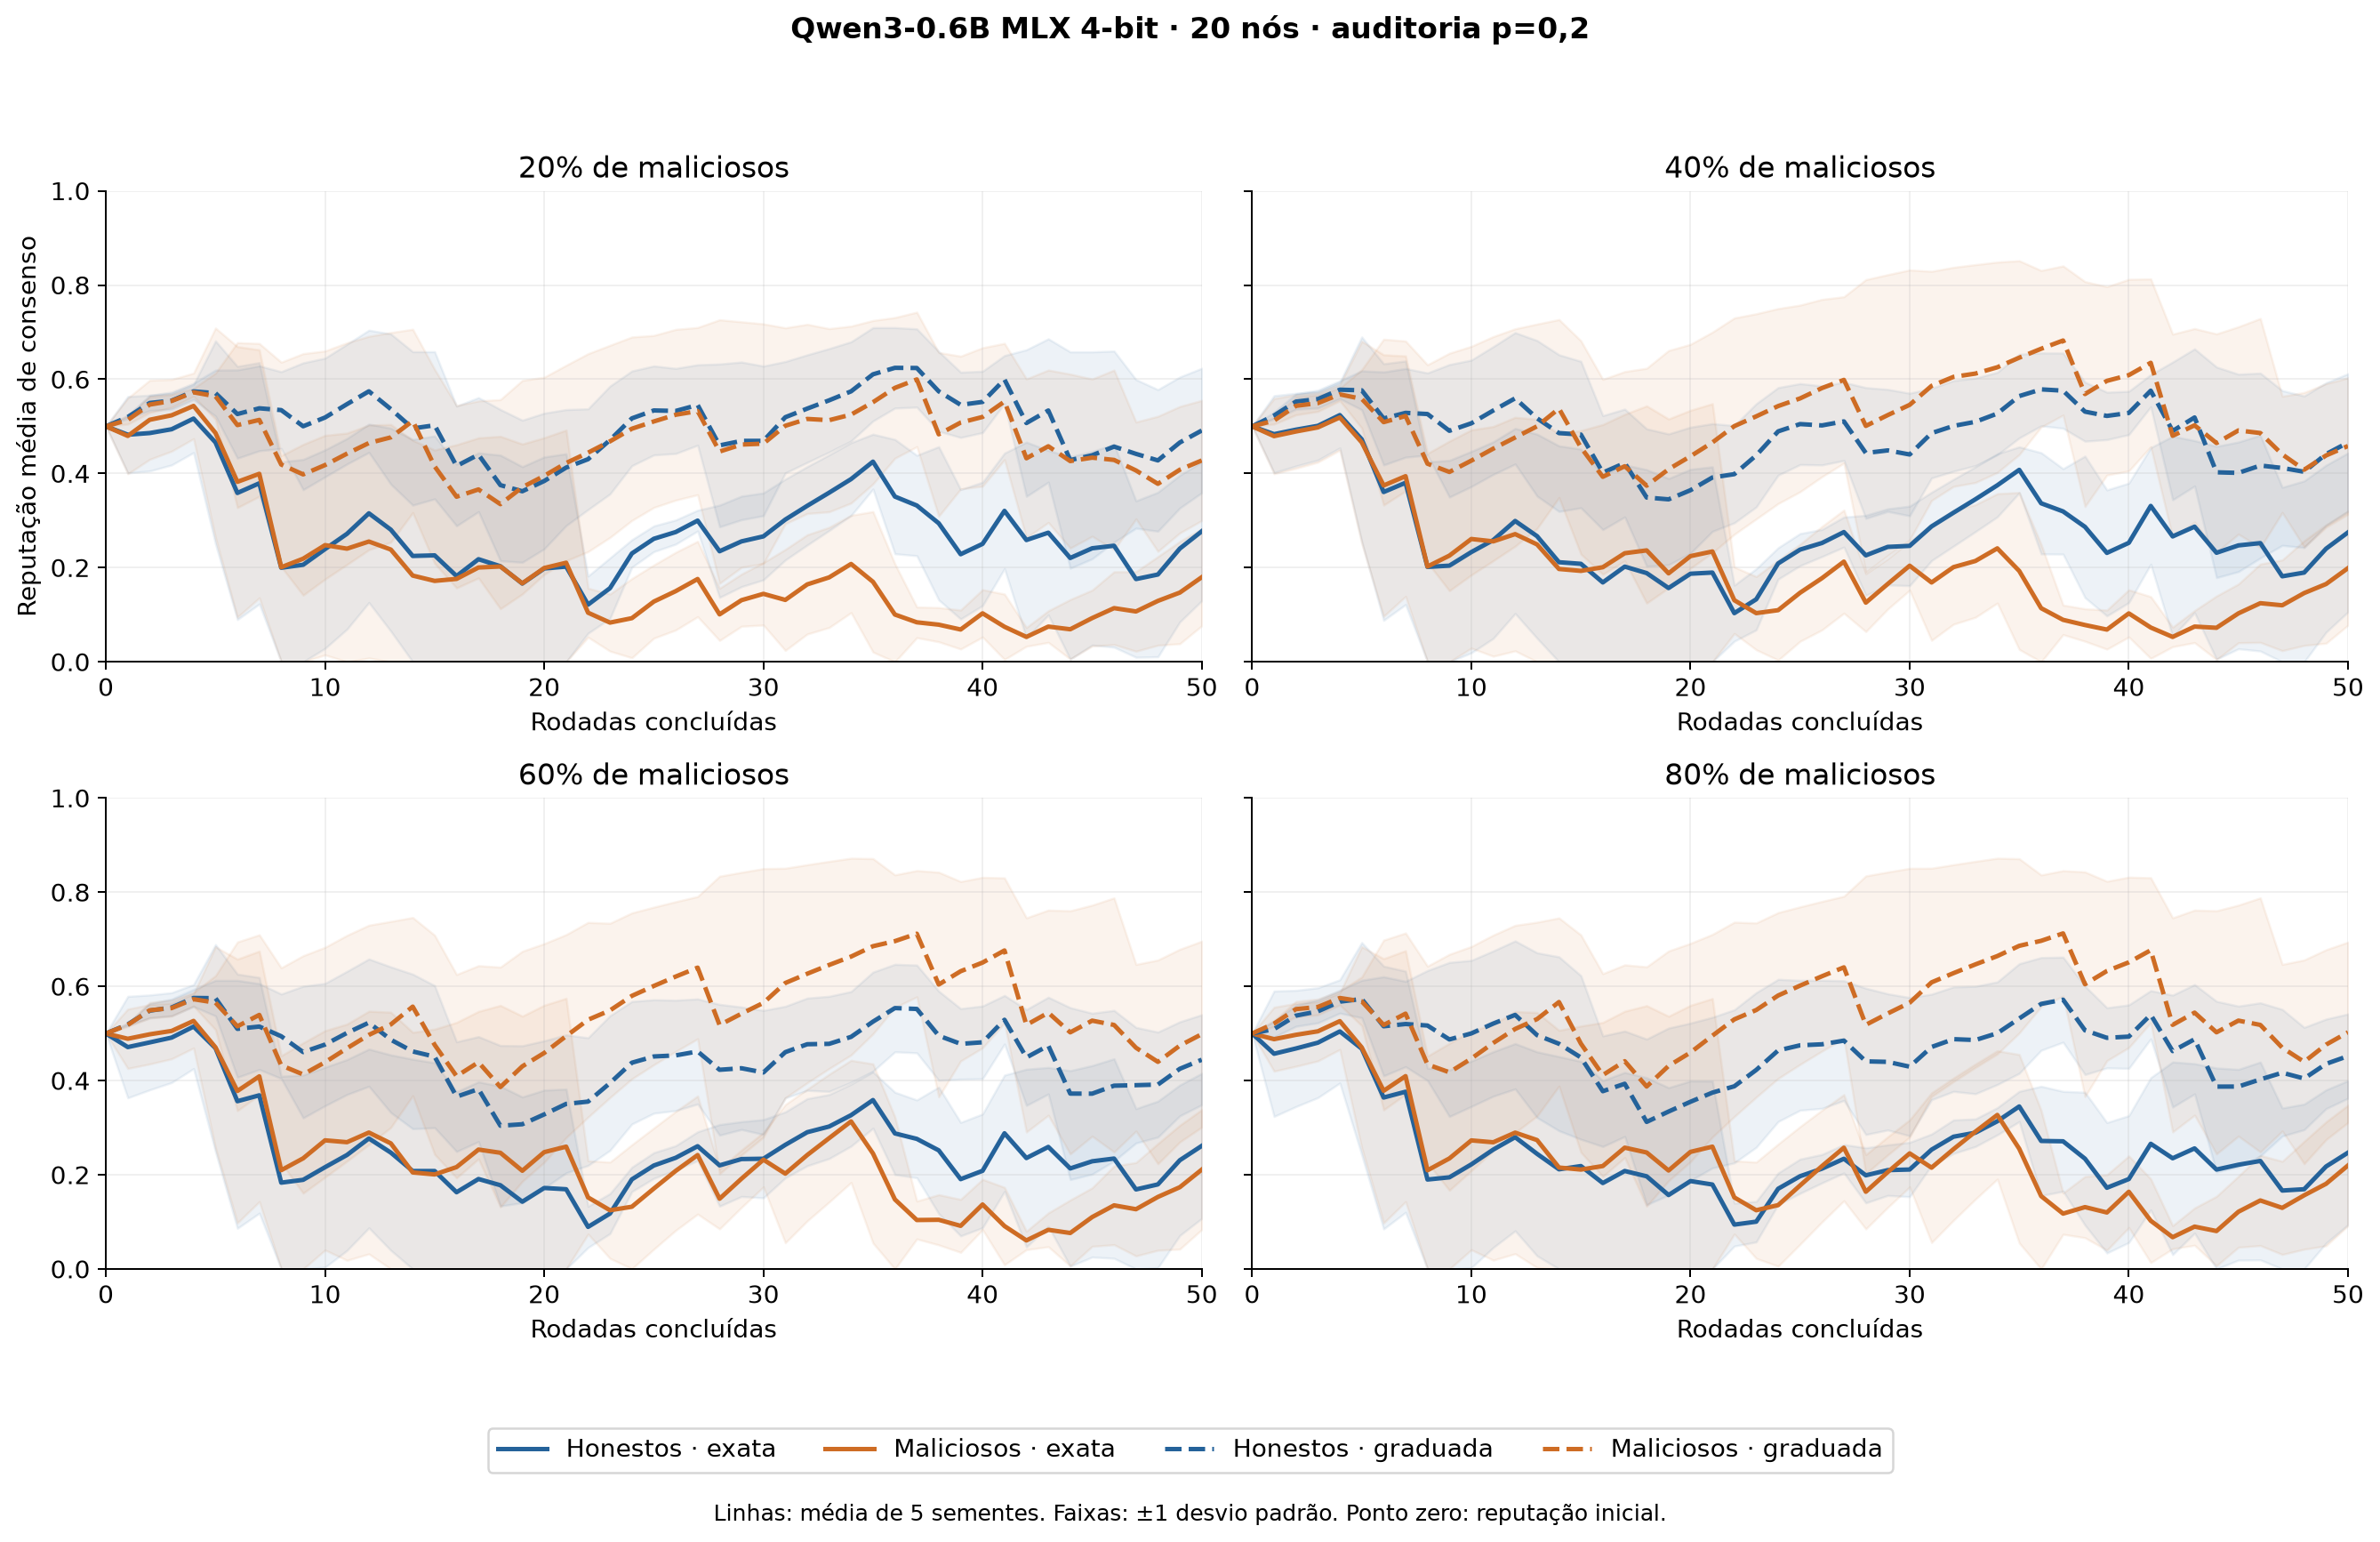 Qwen3-0.6B MLX 4-bit · 20 nós · auditoria p=0,2
20% de maliciosos
Reputação média de consenso
1.0
0.8
0.6
0.4
0.2
0.0
0 10 20 30 40 50
Rodadas concluídas
40% de maliciosos
0 10 20 30 40 50
Rodadas concluídas
60% de maliciosos
1.0
0.8
0.6
0.4
0.2
0.0
0 10 20 30 40 50
Rodadas concluídas
80% de maliciosos
0 10 20 30 40 50
Rodadas concluídas
Honestos · exata Maliciosos · exata Honestos · graduada Maliciosos · graduada
Linhas: média de 5 sementes. Faixas: ±1 desvio padrão. Ponto zero: reputação inicial.